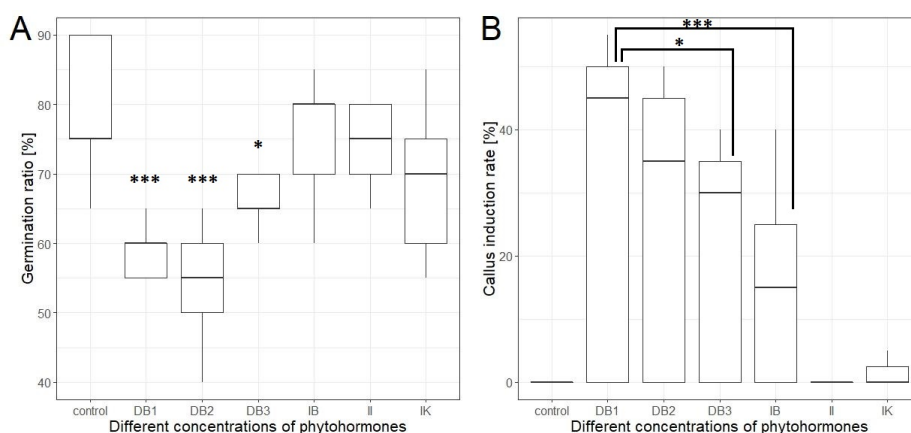 A
Germination ratio [%]
90
80
70
60
50
40
***
***
*
control DB1 DB2 DB3 IB II IK
Different concentrations of phytohormones
B
Callus induction rate [%]
40
20
0
***
*
control DB1 DB2 DB3 IB II IK
Different concentrations of phytohormones